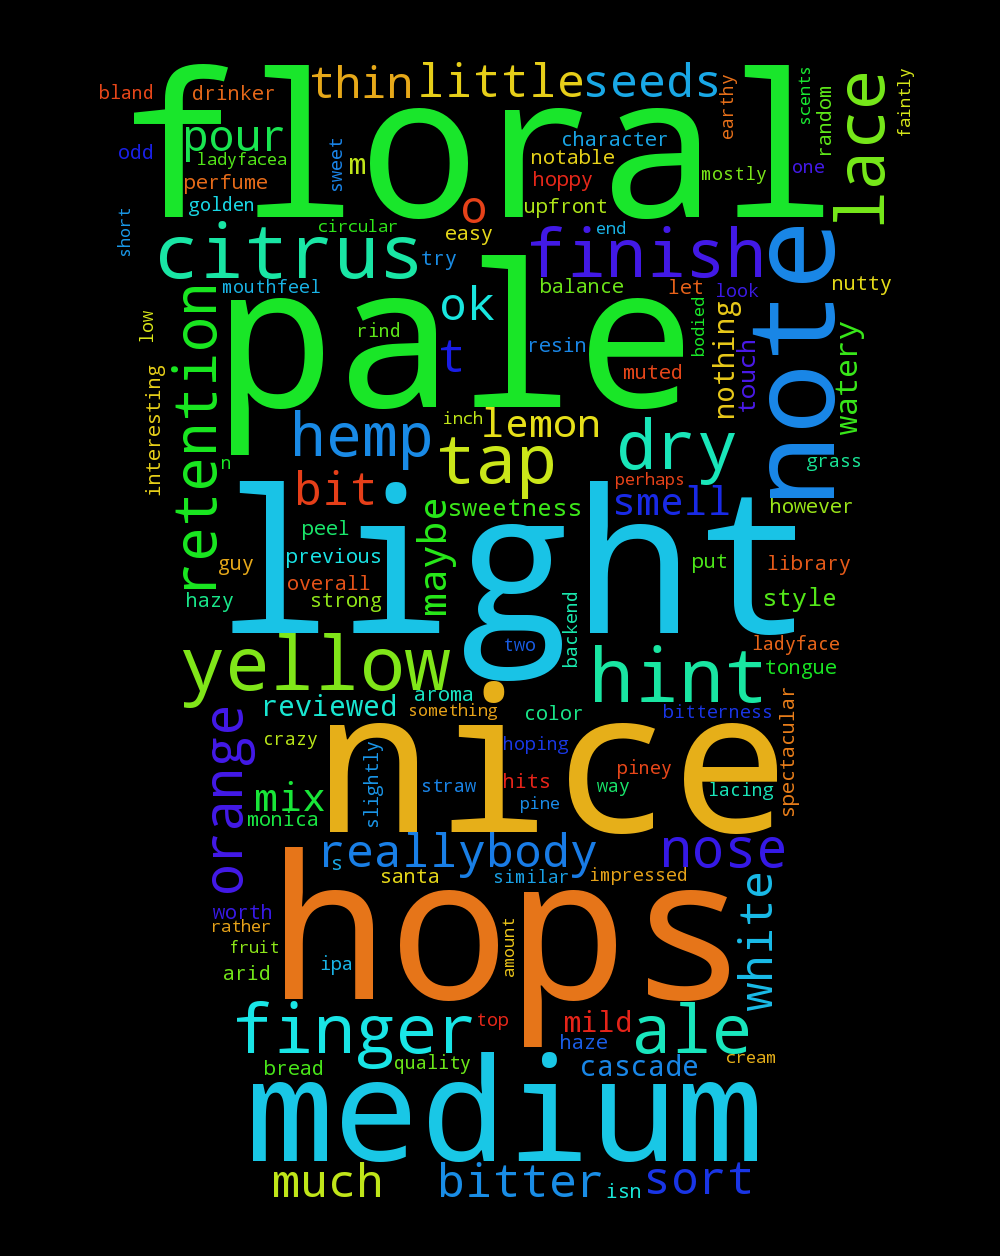 floral
thin
little
seeds
lace
faintly
bland
drinker
scents
earthy
random
pour
character
odd
ladyfacea
sweet
m
notable
mostly
one
perfume
hoppy
golden
o
upfront
short
circular
easy
end
citrus
try
finish
note
mouthfeel
balance
let
look
nutty
retention
pale
ok
low
rind
t
resin
bodied
nothing
touch
watery
muted
interesting
hemp
inch
lemon
tap
dry
n
grass
bit
perhaps
smell
sweetness
however
light
peel
maybe
guy
previous
put
library
overall
hazy
strong
backend
style
two
ladyface
yellow
hint
tongue
aroma
reviewed
something
color
bitterness
spectacular
orange
crazy
nice
hoping
slightly
straw
hits
piney
way
lacing
mix
monica
pine
s
really
body
nose
santa
similar
impressed
white
hops
worth
rather
fruit
amount
ipa
arid
finger
top
mild
ale
haze
bread
quality
cascade
cream
medium
much
bitter
isn
sort